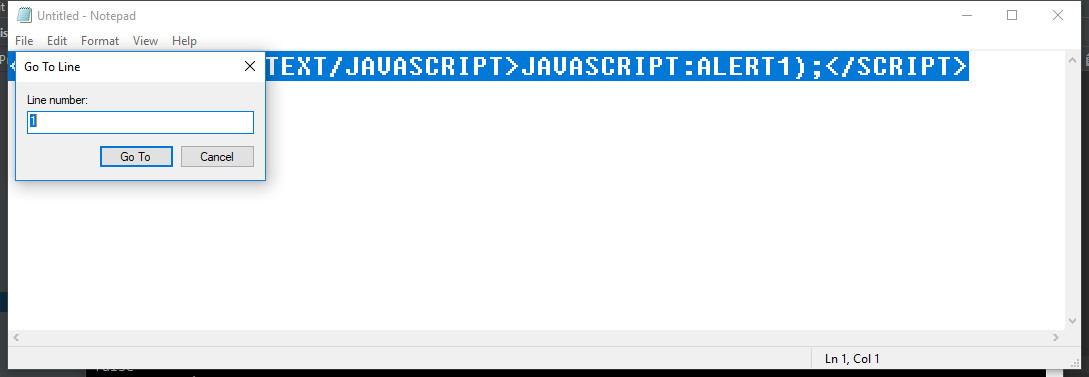 Untitled - Notepad
File Edit Format View Help
TEXT/JAVASCRIPT>JAVASCRIPT:ALERT1);</SCRIPT>
Go To Line
Line number:
1
Go To Cancel
Ln 1, Col 1